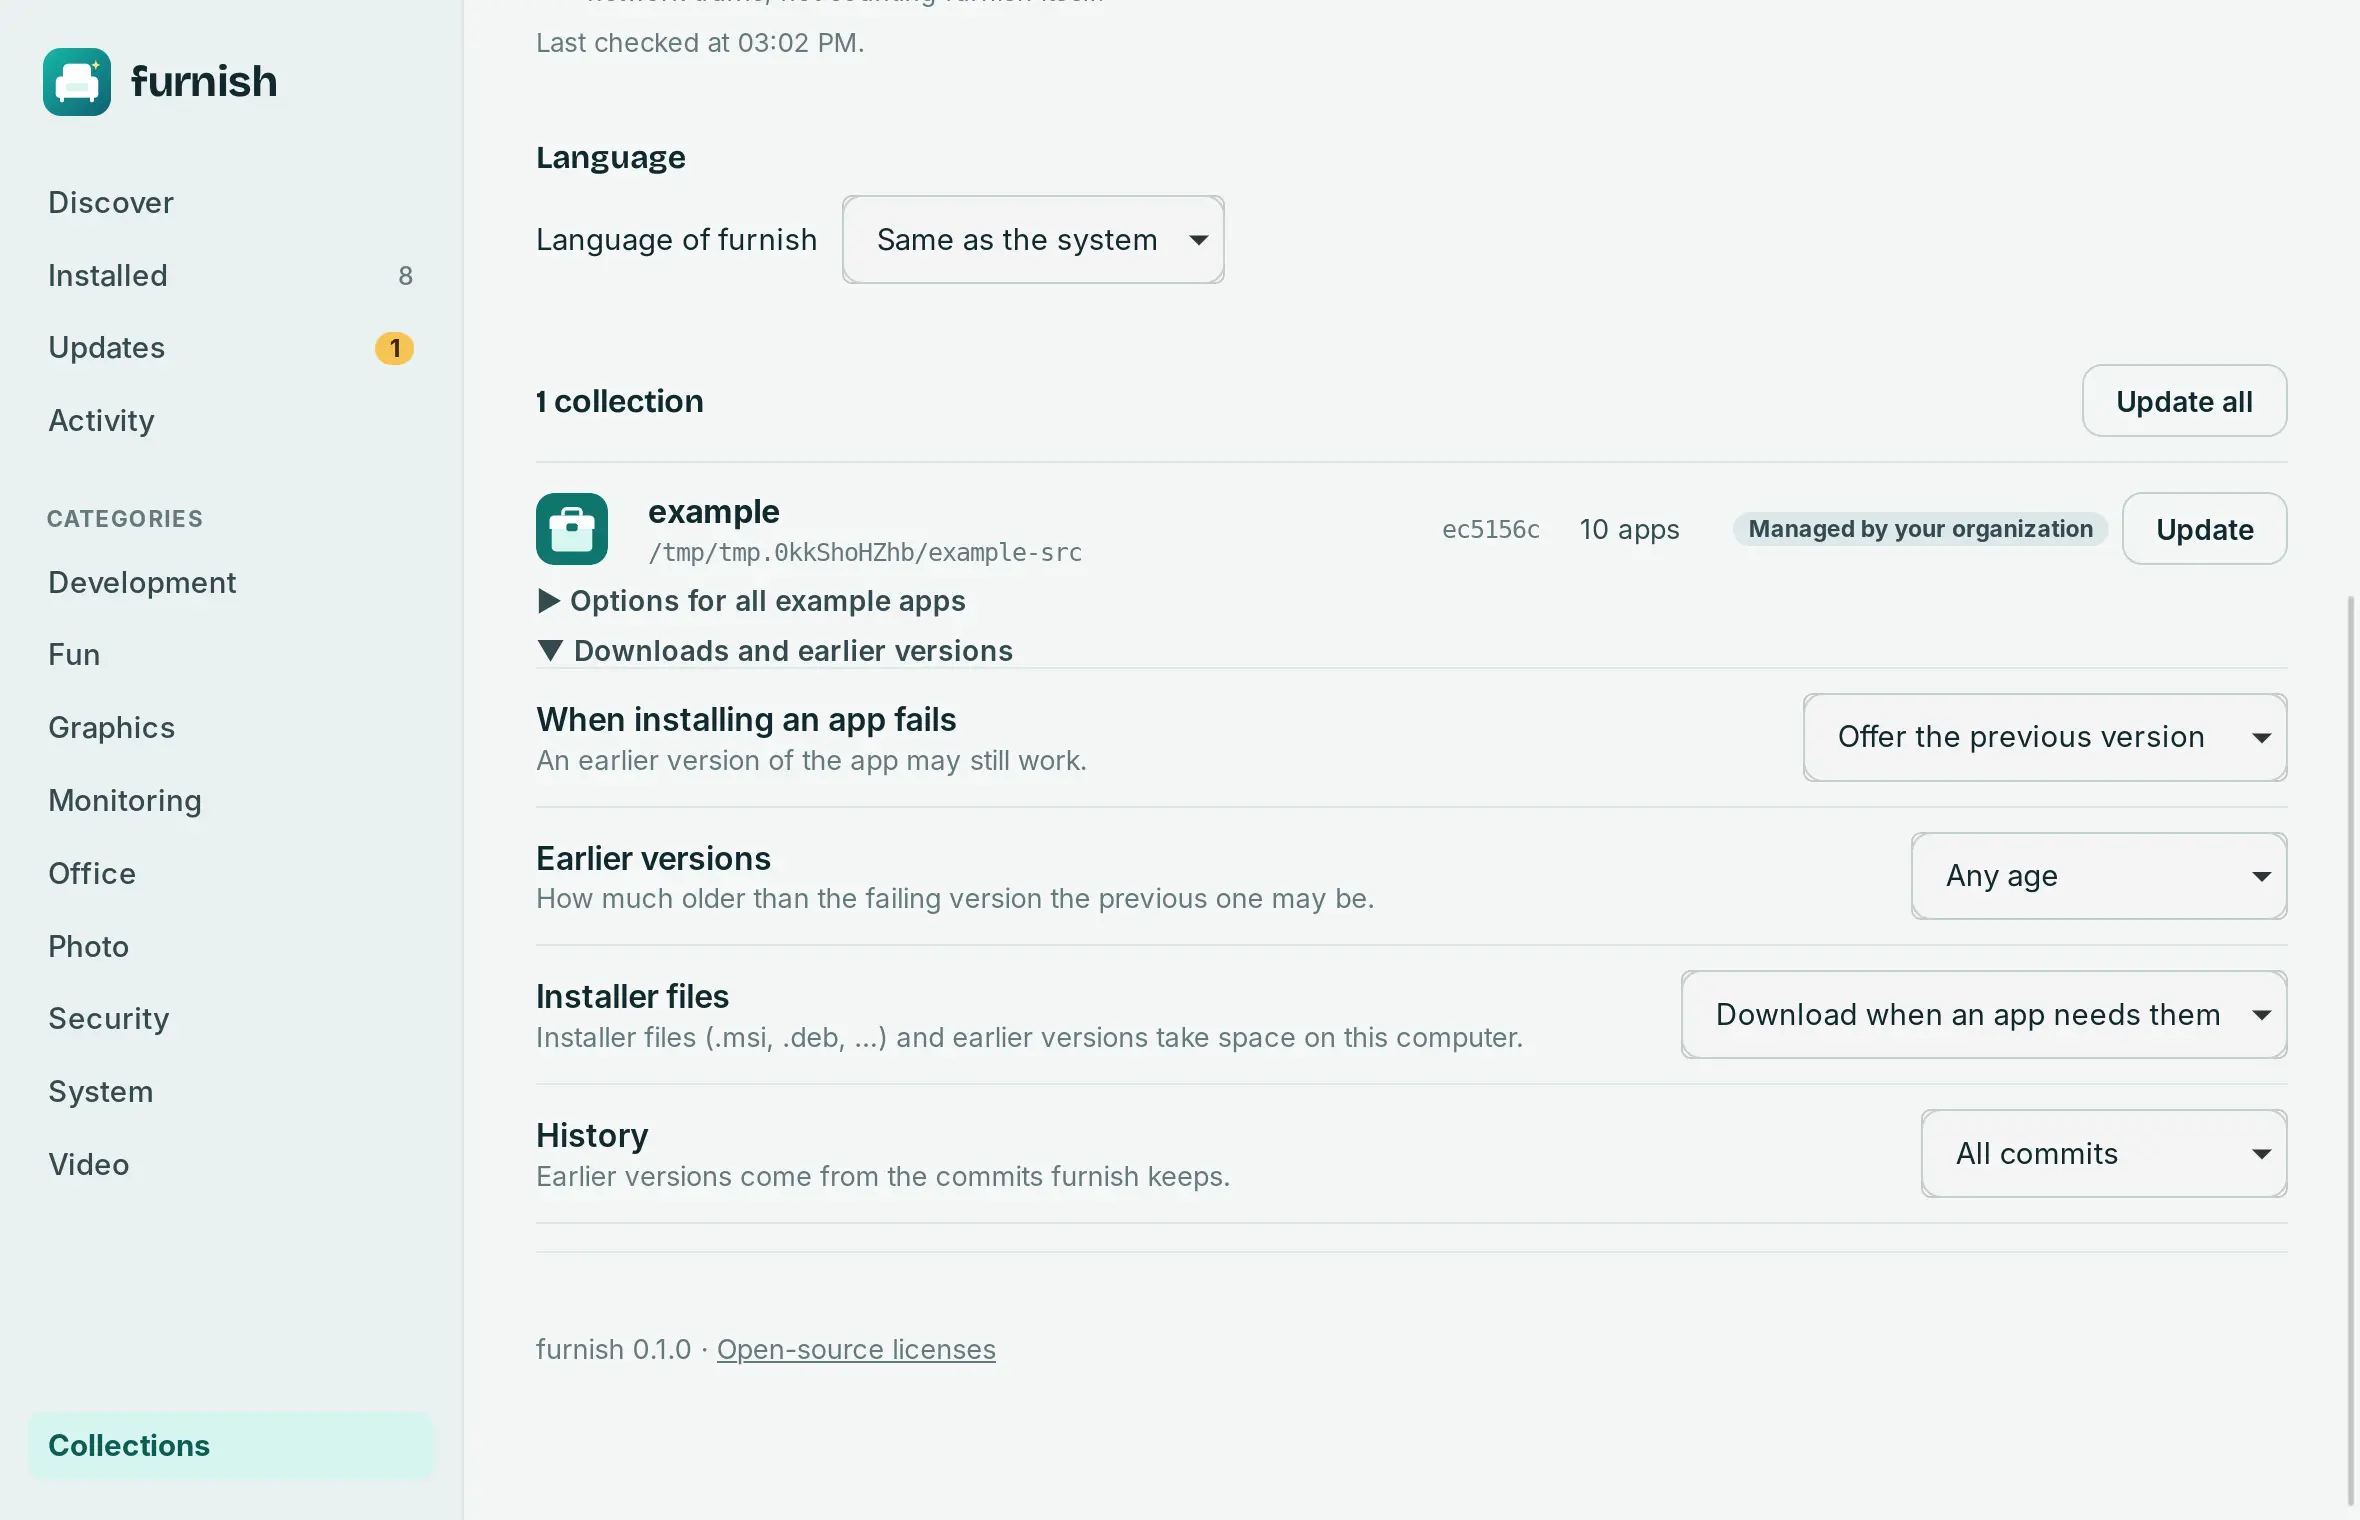 furnish
Discover
Installed 8
Updates 1
Activity
CATEGORIES
Development
Fun
Graphics
Monitoring
Office
Photo
Security
System
Video
Collections
Last checked at 03:02 PM.
Language
Language of furnish Same as the system
1 collection Update all
example
/tmp/tmp.0kkShoHZhb/example-src
ec5156c 10 apps Managed by your organization Update
▶ Options for all example apps
▼ Downloads and earlier versions
When installing an app fails
An earlier version of the app may still work.
Offer the previous version
Earlier versions
How much older than the failing version the previous one may be.
Any age
Installer files
Installer files (.msi, .deb, ...) and earlier versions take space on this computer.
Download when an app needs them
History
Earlier versions come from the commits furnish keeps.
All commits
furnish 0.1.0 · Open-source licenses